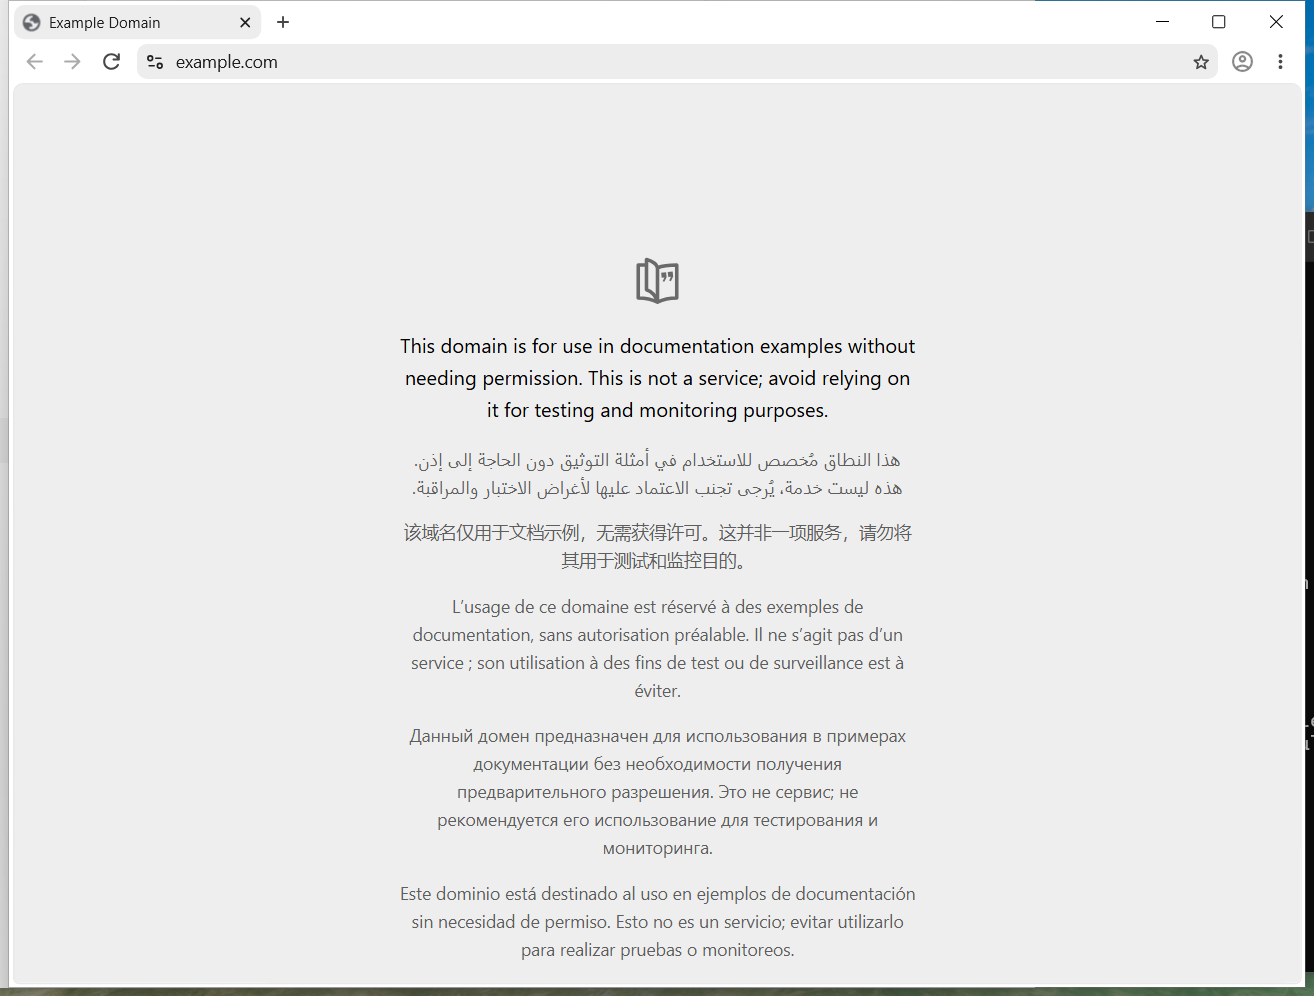 Example Domain
example.com
This domain is for use in documentation examples without
needing permission. This is not a service; avoid relying on
it for testing and monitoring purposes.
هذا النطاق مُخصص للاستخدام في أمثلة التوثيق دون الحاجة إلى إذن.
هذه ليست خدمة، يُرجى تجنب الاعتماد عليها لأغراض الاختبار والمراقبة.
该域名仅用于文档示例，无需获得许可。这并非一项服务，请勿将
其用于测试和监控目的。
L’usage de ce domaine est réservé à des exemples de
documentation, sans autorisation préalable. Il ne s’agit pas d’un
service ; son utilisation à des fins de test ou de surveillance est à
éviter.
Данный домен предназначен для использования в примерах
документации без необходимости получения
предварительного разрешения. Это не сервис; не
рекомендуется его использование для тестирования и
мониторинга.
Este dominio está destinado al uso en ejemplos de documentación
sin necesidad de permiso. Esto no es un servicio; evitar utilizarlo
para realizar pruebas o monitoreos.